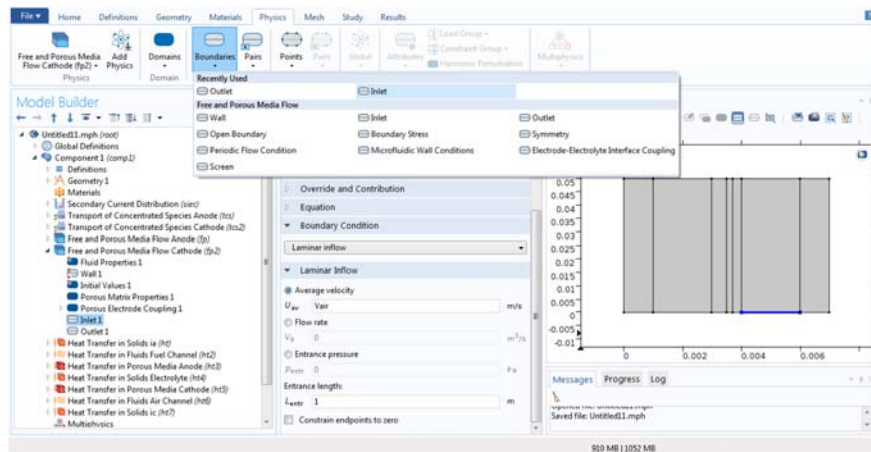 File Home Definitions Geometry Materials Physics Mesh Study Results
Free and Porous Media Flow Cathode (fp2) Add Physics Domains Boundaries Pairs Points Pairs Global Attributes Load Group Constraint Group Harmonic Perturbation Multiphysics
Physics Domain
Recently Used
Outlet Inlet
Free and Porous Media Flow
Wall Inlet Outlet
Open Boundary Boundary Stress Symmetry
Periodic Flow Condition Microfluidic Wall Conditions Electrode-Electrolyte Interface Coupling
Screen
Model Builder
Untitled11.mph (root)
Global Definitions
Component 1 (comp1)
Definitions
Geometry 1
Materials
Secondary Current Distribution (siec)
Transport of Concentrated Species Anode (tcs)
Transport of Concentrated Species Cathode (tcs2)
Free and Porous Media Flow Anode (fp)
Free and Porous Media Flow Cathode (fp2)
Fluid Properties 1
Wall 1
Initial Values 1
Porous Matrix Properties 1
Porous Electrode Coupling 1
Inlet 1
Outlet 1
Heat Transfer in Solids ia (ht)
Heat Transfer in Fluids Fuel Channel (ht2)
Heat Transfer in Porous Media Anode (ht3)
Heat Transfer in Solids Electrolyte (ht4)
Heat Transfer in Porous Media Cathode (ht5)
Heat Transfer in Fluids Air Channel (ht6)
Heat Transfer in Solids ic (ht7)
Multiphysics
Override and Contribution
Equation
Boundary Condition
Laminar inflow
Laminar Inflow
Average velocity
Uav Vair m/s
Flow rate
V0 0 m³/s
Entrance pressure
Pentr 0 Pa
Entrance length:
Lentr 1 m
Constrain endpoints to zero
0.05
0.045
0.04
0.035
0.03
0.025
0.02
0.015
0.01
0.005
0
-0.005
-0.01
0 0.002 0.004 0.006
Messages Progress Log
Saved file: Untitled11.mph
910 MB | 1052 MB